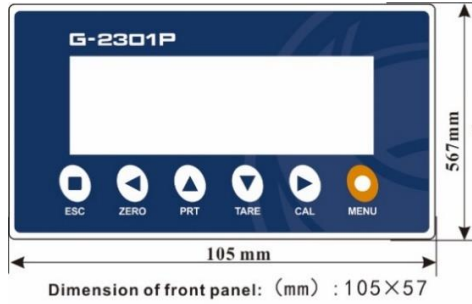 G-2301P
567mm
ESC ZERO PRT TARE CAL MENU
105 mm
Dimension of front panel: (mm) :105×57